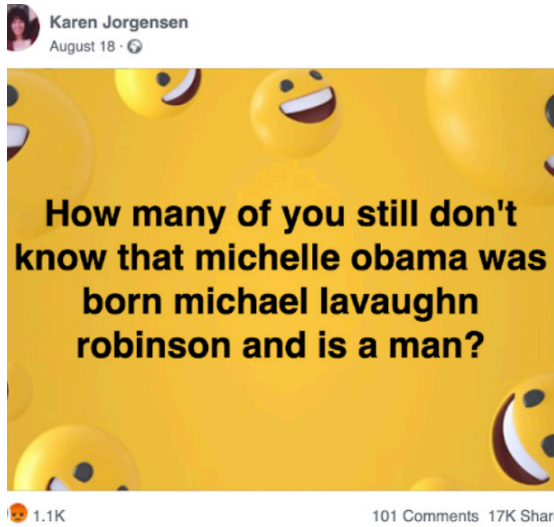 Karen Jorgensen
August 18 ·
How many of you still don't
know that michelle obama was
born michael lavaughn
robinson and is a man?
1.1K
101 Comments 17K Shar